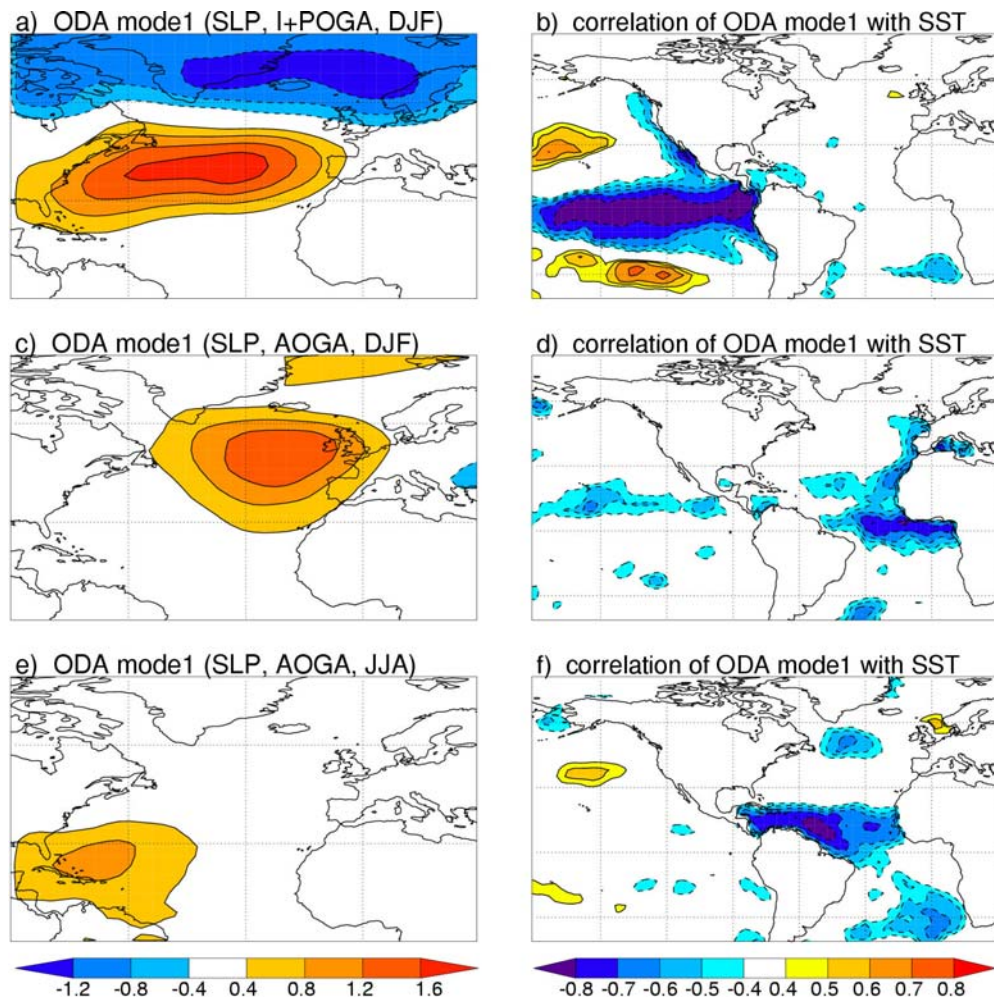 a) ODA mode1 (SLP, I+POGA, DJF)
b) correlation of ODA mode1 with SST
c) ODA mode1 (SLP, AOGA, DJF)
d) correlation of ODA mode1 with SST
e) ODA mode1 (SLP, AOGA, JJA)
f) correlation of ODA mode1 with SST
-1.2 -0.8 -0.4 0.4 0.8 1.2 1.6
-0.8 -0.7 -0.6 -0.5 -0.4 0.4 0.5 0.6 0.7 0.8